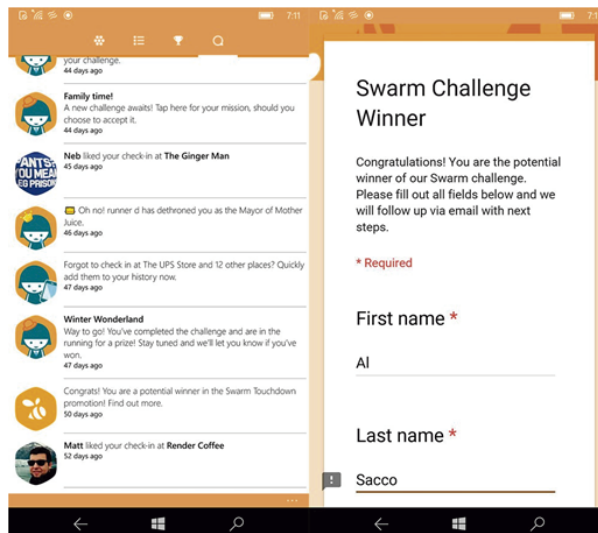 7:11
your challenge.
44 days ago
Family time!
A new challenge awaits! Tap here for your mission, should you
choose to accept it.
44 days ago
Neb liked your check-in at The Ginger Man
45 days ago
PANTS?
YOU MEAN
LEG PRISON
Oh no! runner d has dethroned you as the Mayor of Mother
Juice.
46 days ago
Forgot to check in at The UPS Store and 12 other places? Quickly
add them to your history now.
47 days ago
Winter Wonderland
Way to go! You've completed the challenge and are in the
running for a prize! Stay tuned and we'll let you know if you've
won.
47 days ago
Congrats! You are a potential winner in the Swarm Touchdown
promotion! Find out more.
50 days ago
Matt liked your check-in at Render Coffee
52 days ago
Swarm Challenge
Winner
Congratulations! You are the potential
winner of our Swarm challenge.
Please fill out all fields below and we
will follow up via email with next
steps.
* Required
First name *
Al
Last name *
Sacco